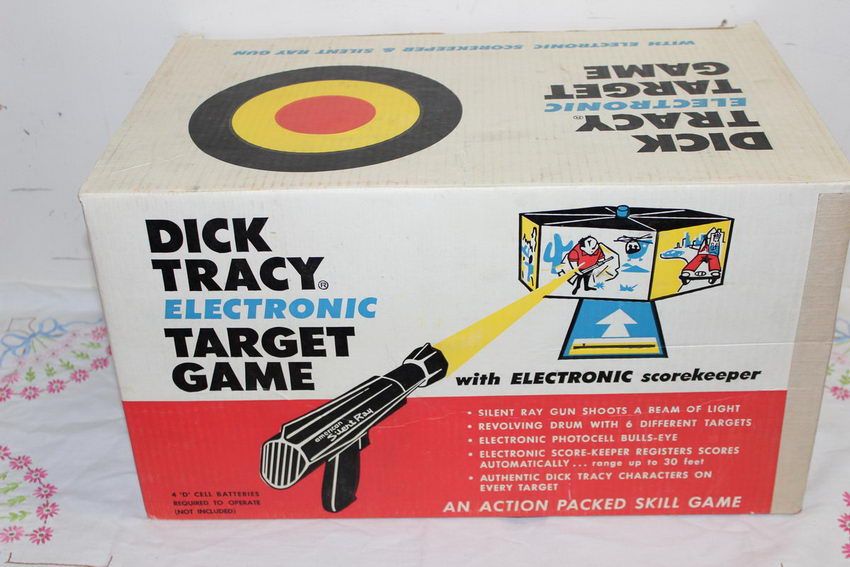 WITH ELECTRONIC SCOREKEEPER & SILENT RAY GUN
DICK
TRACY®
ELECTRONIC
TARGET
GAME
DICK
TRACY®
ELECTRONIC
TARGET
GAME
american
Silent Ray
with ELECTRONIC scorekeeper
• SILENT RAY GUN SHOOTS A BEAM OF LIGHT
• REVOLVING DRUM WITH 6 DIFFERENT TARGETS
• ELECTRONIC PHOTOCELL BULLS-EYE
• ELECTRONIC SCORE-KEEPER REGISTERS SCORES
AUTOMATICALLY... range up to 30 feet
• AUTHENTIC DICK TRACY CHARACTERS ON
EVERY TARGET
4 'D' CELL BATTERIES
REQUIRED TO OPERATE
(NOT INCLUDED)
AN ACTION PACKED SKILL GAME